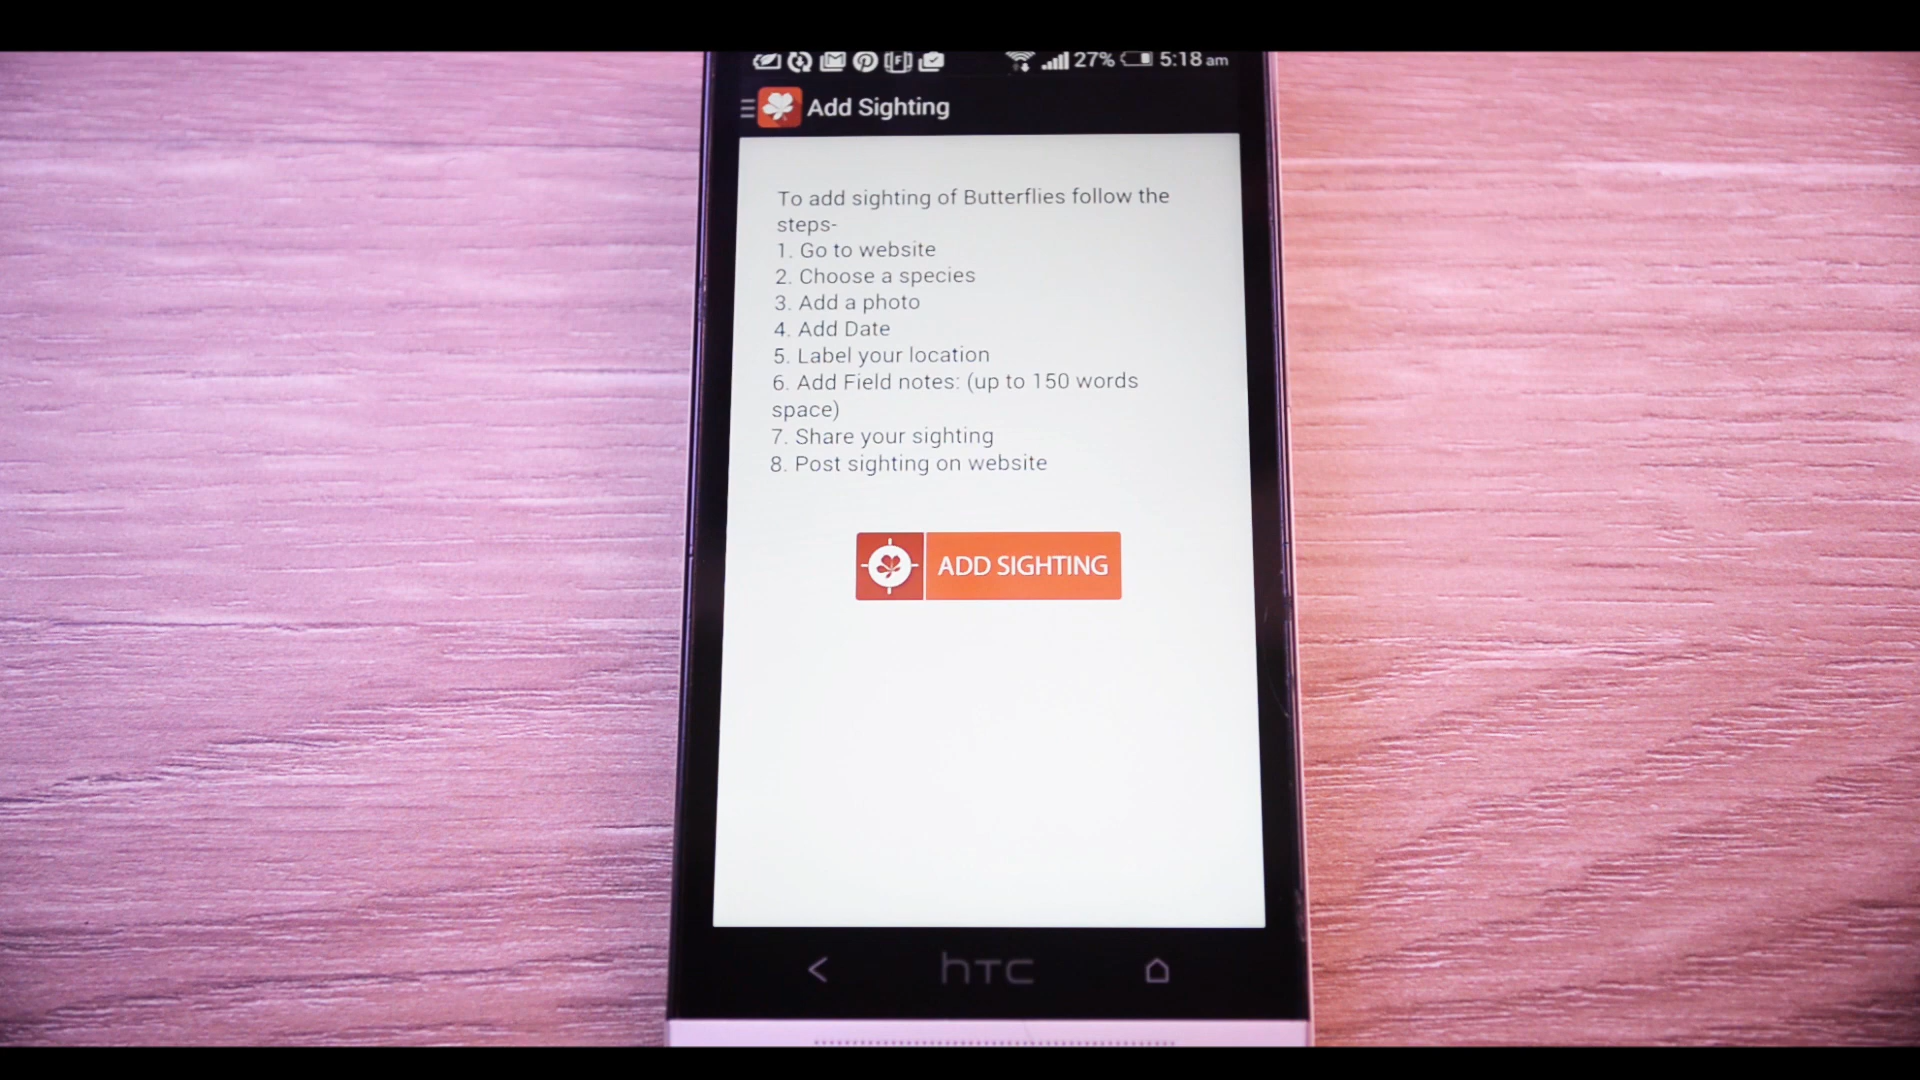 27% 5:18 am
Add Sighting
To add sighting of Butterflies follow the
steps-
1. Go to website
2. Choose a species
3. Add a photo
4. Add Date
5. Label your location
6. Add Field notes: (up to 150 words
space)
7. Share your sighting
8. Post sighting on website
ADD SIGHTING
hTC